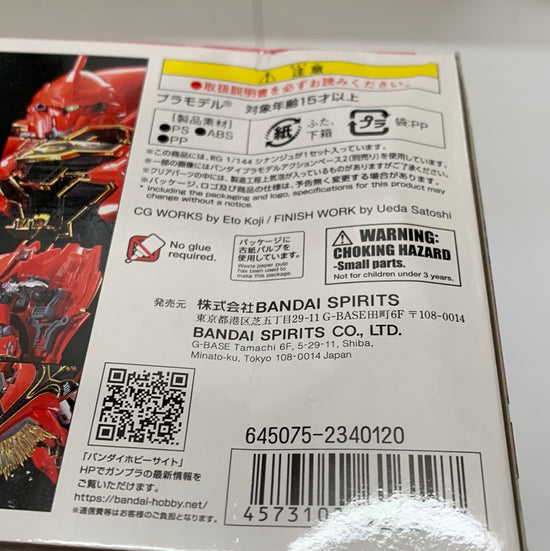 ⚠ 注意
●取扱説明書を必ずお読みください。
プラモデル® 対象年齢15才以上
[製品素材]
●PS ●ABS
●PP
紙 ふた、下箱
プラ 袋:PP
*この商品には、RG 1/144 シナンジュが1セット入っています。
*一部の画像にはバンダイプラモデルアクションベース2(別売り)を使用しています。
*クリアパーツの中には、製造工程上気泡が入っているものがありますがご了承ください。
*パッケージ、ロゴ及び商品の仕様は、予告無く変更する場合があります。
* Including the packaging and logo, specifications for this product may
change without a notice.
CG WORKS by Eto Koji / FINISH WORK by Ueda Satoshi
No glue
required.
パッケージに
古紙パルプを
使用しています。
Waste paper pulp
has been used to
make this package.
⚠ WARNING:
CHOKING HAZARD
-Small parts.
Not for children under 3 years.
発売元 株式会社BANDAI SPIRITS
東京都港区芝五丁目29-11 G-BASE田町6F 〒108-0014
BANDAI SPIRITS CO., LTD.
G-BASE Tamachi 6F, 5-29-11, Shiba,
Minato-ku, Tokyo 108-0014 Japan
「バンダイホビーサイト」
HPでガンプラの最新情報を
ご覧いただけます。
https://bandai-hobby.net/
※通信費等はお客様のご負担となります。
645075-2340120
457310